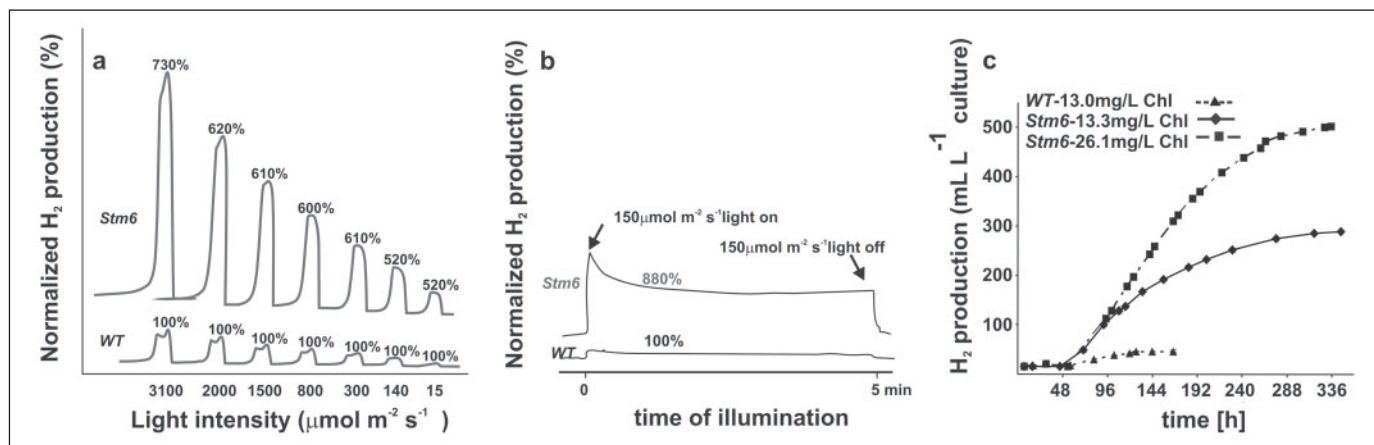 a
Normalized H₂ production (%)
730%
620%
610%
600%
610%
520%
520%
Stm6
WT
100%
100%
100%
100%
100%
100%
100%
3100 2000 1500 800 300 140 15
Light intensity (μmol m⁻² s⁻¹)
b
Normalized H₂ production (%)
150μmol m⁻² s⁻¹light on
150μmol m⁻² s⁻¹light off
Stm6
880%
WT
100%
0 5 min
time of illumination
c
H₂ production (mL L⁻¹ culture)
WT-13.0mg/L Chl
Stm6-13.3mg/L Chl
Stm6-26.1mg/L Chl
500
400
300
200
100
48 96 144 192 240 288 336
time [h]